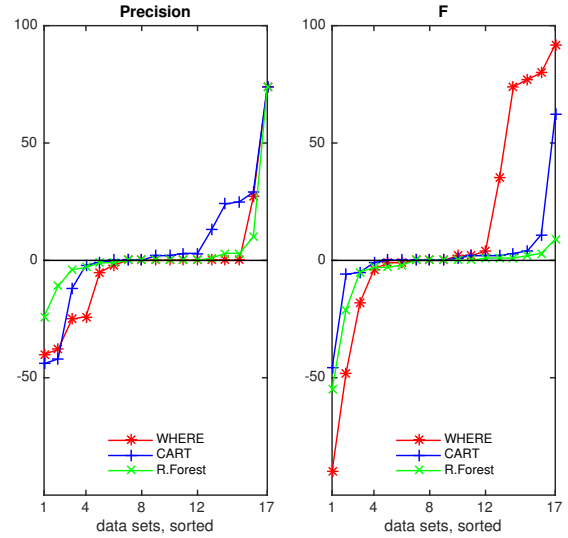 Precision
100
50
0
-50
WHERE
CART
R.Forest
1 4 8 12 17
data sets, sorted
F
100
50
0
-50
WHERE
CART
R.Forest
1 4 8 12 17
data sets, sorted